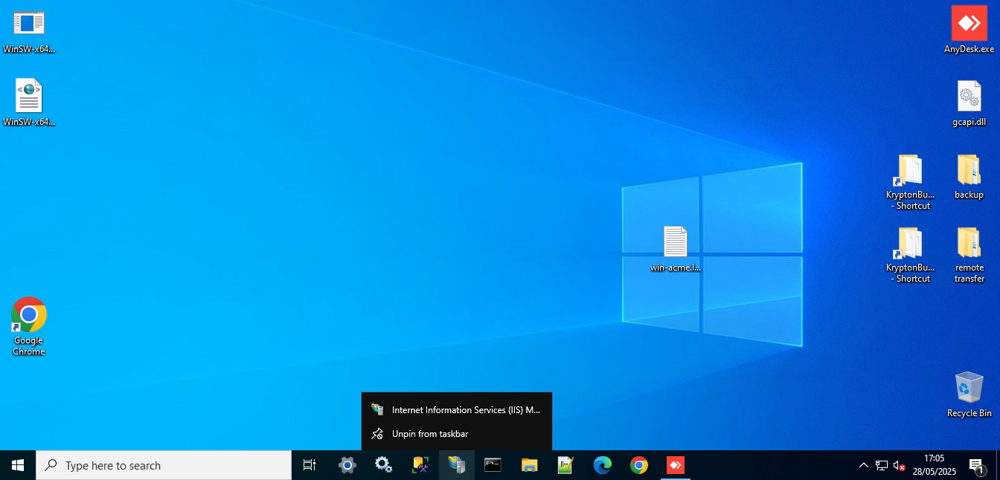 WinSW-x64...
WinSW-x64...
Google
Chrome
win-acme.l...
AnyDesk.exe
gcapi.dll
KryptonBu...
- Shortcut
backup
KryptonBu...
- Shortcut
remote
transfer
Recycle Bin
Internet Information Services (IIS) M...
Unpin from taskbar
Type here to search
17:05
28/05/2025
1